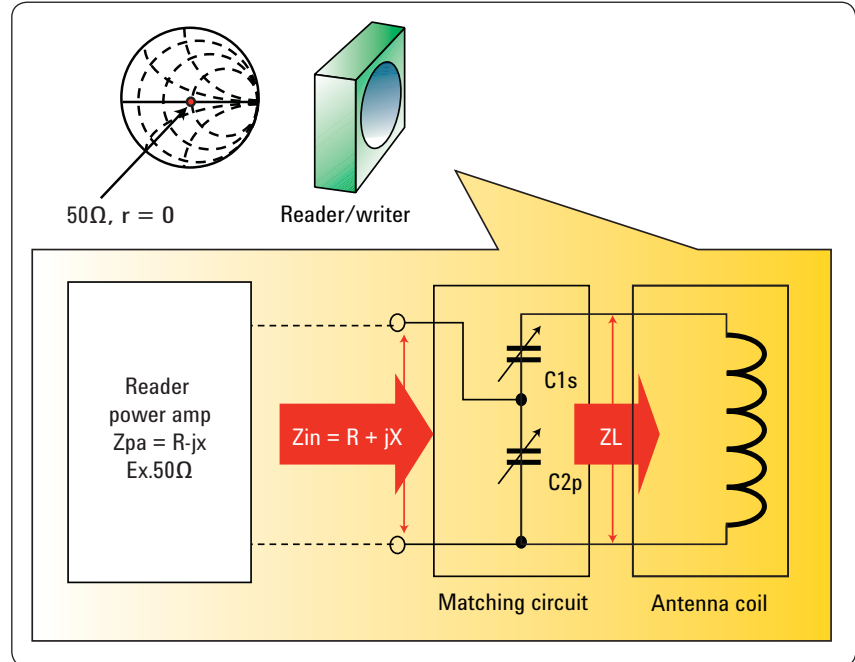 50Ω, r = 0
Reader/writer
Reader
power amp
Zpa = R-jx
Ex.50Ω
Zin = R + jX
C1s
C2p
ZL
Matching circuit
Antenna coil